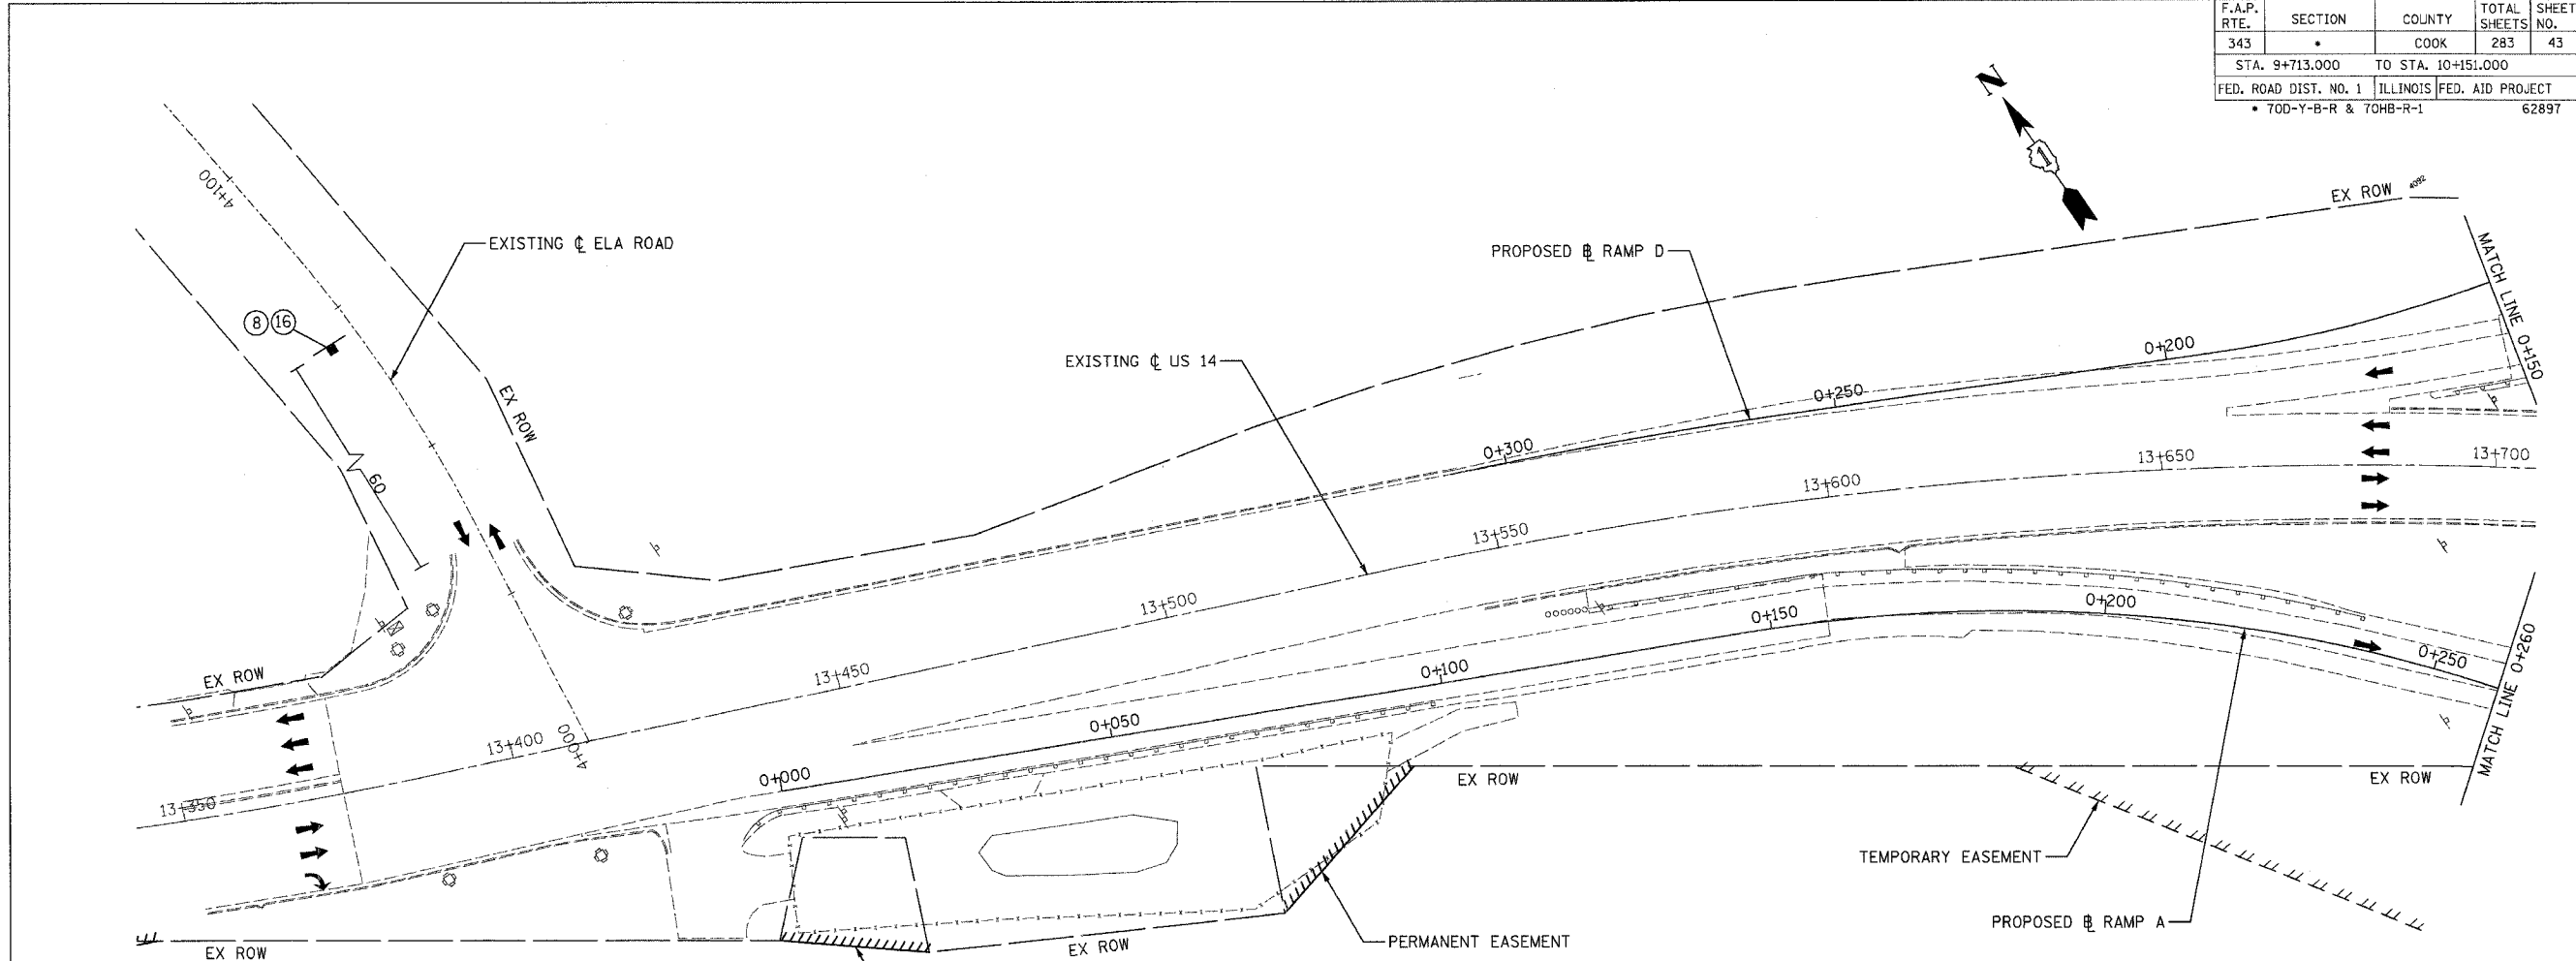 F.A.P. RTE. SECTION COUNTY TOTAL SHEETS SHEET NO.
343 • COOK 283 43
STA. 9+713.000 TO STA. 10+151.000
FED. ROAD DIST. NO. 1 ILLINOIS FED. AID PROJECT
• 70D-Y-B-R & 70HB-R-1 62897
N
1
EX ROW 4092
4+100
EXISTING ℄ ELA ROAD
PROPOSED B RAMP D
MATCH LINE 0+150
8 16
EXISTING ℄ US 14
0+200
0+250
EX ROW
0+300
13+700
13+650
13+600
60
13+550
13+500
0+200
0+150
0+250
MATCH LINE 0+260
EX ROW
13+450
0+100
0+050
13+400
4+000
0+000
13+350
EX ROW
EX ROW
TEMPORARY EASEMENT
PROPOSED B RAMP A
PERMANENT EASEMENT
EX ROW
EX ROW